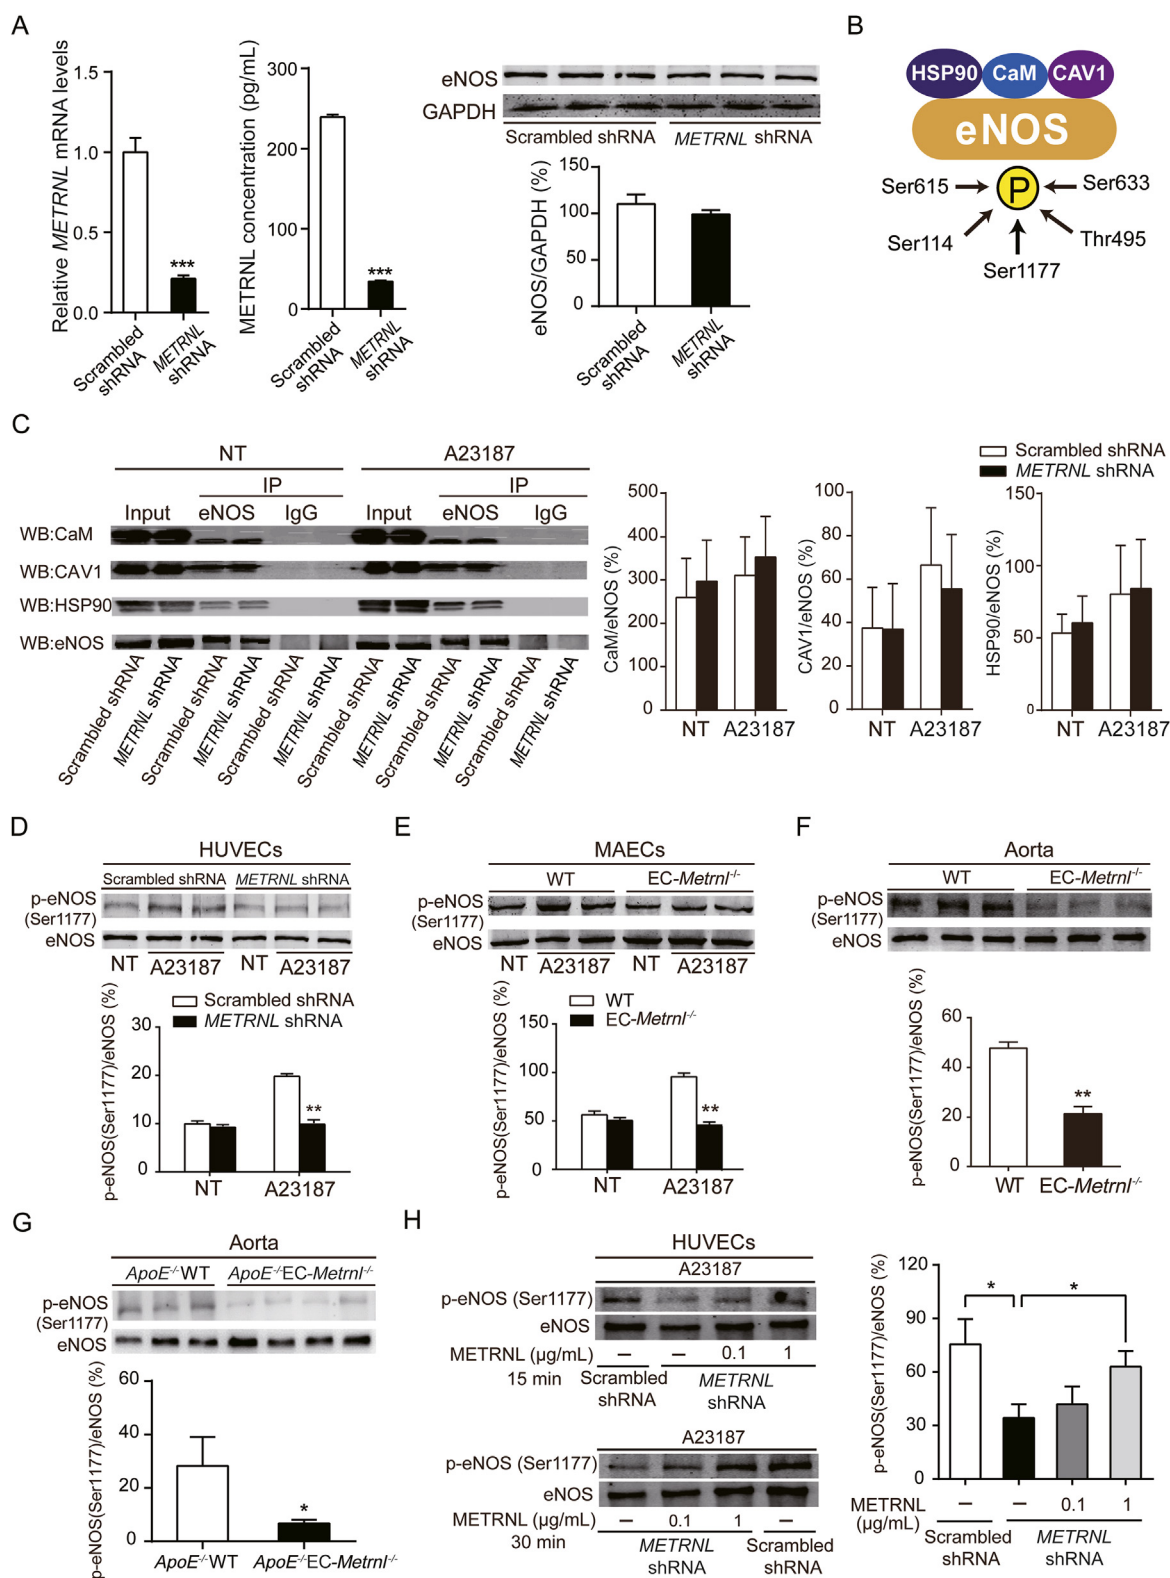 A
Relative METRNL mRNA levels
1.5
1.0
0.5
0.0
***
Scrambled shRNA
METRNL shRNA
METRNL concentration (pg/mL)
300
200
100
0
***
Scrambled shRNA
METRNL shRNA
eNOS
GAPDH
Scrambled shRNA METRNL shRNA
eNOS/GAPDH (%)
150
100
50
0
Scrambled shRNA
METRNL shRNA
B
HSP90 CaM CAV1
eNOS
P
Ser615
Ser633
Ser114
Thr495
Ser1177
C
NT A23187
IP IP
Input eNOS IgG Input eNOS IgG
WB:CaM
WB:CAV1
WB:HSP90
WB:eNOS
Scrambled shRNA
METRNL shRNA
Scrambled shRNA
METRNL shRNA
Scrambled shRNA
METRNL shRNA
Scrambled shRNA
METRNL shRNA
Scrambled shRNA
METRNL shRNA
Scrambled shRNA
METRNL shRNA
Scrambled shRNA
METRNL shRNA
CaM/eNOS (%)
500
400
300
200
100
0
NT A23187
CAV1/eNOS (%)
100
80
60
40
20
0
NT A23187
HSP90/eNOS (%)
150
100
50
0
NT A23187
D
HUVECs
Scrambled shRNA METRNL shRNA
p-eNOS
(Ser1177)
eNOS
NT A23187 NT A23187
Scrambled shRNA
METRNL shRNA
p-eNOS(Ser1177)/eNOS (%)
30
20
10
0
**
NT A23187
E
MAECs
WT EC-Metrnl-/-
p-eNOS
(Ser1177)
eNOS
NT A23187 NT A23187
WT
EC-Metrnl-/-
p-eNOS(Ser1177)/eNOS (%)
150
100
50
0
**
NT A23187
F
Aorta
WT EC-Metrnl-/-
p-eNOS
(Ser1177)
eNOS
p-eNOS(Ser1177)/eNOS (%)
60
40
20
0
**
WT EC-Metrnl-/-
G
Aorta
ApoE-/-WT ApoE-/-EC-Metrnl-/-
p-eNOS
(Ser1177)
eNOS
p-eNOS(Ser1177)/eNOS (%)
60
40
20
0
*
ApoE-/-WT ApoE-/-EC-Metrnl-/-
H
HUVECs
A23187
p-eNOS (Ser1177)
eNOS
METRNL (μg/mL) – – 0.1 1
15 min
Scrambled shRNA
METRNL shRNA
A23187
p-eNOS (Ser1177)
eNOS
METRNL (μg/mL) – 0.1 1 –
30 min
METRNL shRNA
Scrambled shRNA
p-eNOS(Ser1177)/eNOS (%)
120
90
60
30
0
*
*
METRNL (μg/mL)
– – 0.1 1
Scrambled shRNA
METRNL shRNA